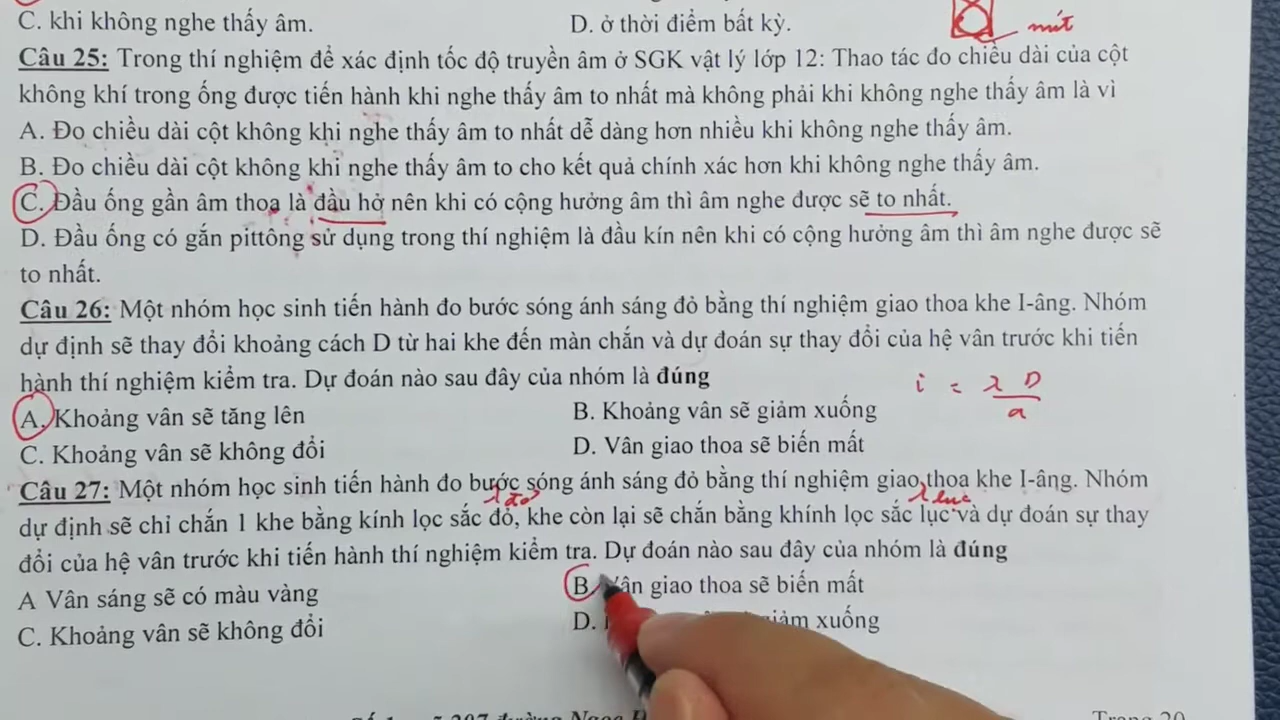 C. khi không nghe thấy âm. D. ở thời điểm bất kỳ.
mút
Câu 25: Trong thí nghiệm để xác định tốc độ truyền âm ở SGK vật lý lớp 12: Thao tác đo chiều dài của cột
không khí trong ống được tiến hành khi nghe thấy âm to nhất mà không phải khi không nghe thấy âm là vì
A. Đo chiều dài cột không khị nghe thấy âm to nhất dễ dàng hơn nhiều khi không nghe thấy âm.
B. Đo chiều dài cột không khi nghe thấy âm to cho kết quả chính xác hơn khi không nghe thấy âm.
C. Đầu ống gần âm thoa là đầu hở nên khi có cộng hưởng âm thì âm nghe được sẽ to nhất.
D. Đầu ống có gắn pittông sử dụng trong thí nghiệm là đầu kín nên khi có cộng hưởng âm thì âm nghe được sẽ
to nhất.
Câu 26: Một nhóm học sinh tiến hành đo bước sóng ánh sáng đỏ bằng thí nghiệm giao thoa khe I-âng. Nhóm
dự định sẽ thay đổi khoảng cách D từ hai khe đến màn chắn và dự đoán sự thay đổi của hệ vân trước khi tiến
hành thí nghiệm kiểm tra. Dự đoán nào sau đây của nhóm là đúng
i = λD/a
A. Khoảng vân sẽ tăng lên B. Khoảng vân sẽ giảm xuống
C. Khoảng vân sẽ không đổi D. Vân giao thoa sẽ biến mất
Câu 27: Một nhóm học sinh tiến hành đo bước sóng ánh sáng đỏ bằng thí nghiệm giao thoa khe I-âng. Nhóm
λ đỏ λ lục
dự định sẽ chỉ chắn 1 khe bằng kính lọc sắc đỏ, khe còn lại sẽ chắn bằng khính lọc sắc lục và dự đoán sự thay
đổi của hệ vân trước khi tiến hành thí nghiệm kiểm tra. Dự đoán nào sau đây của nhóm là đúng
A Vân sáng sẽ có màu vàng B. Vân giao thoa sẽ biến mất
C. Khoảng vân sẽ không đổi D. giảm xuống